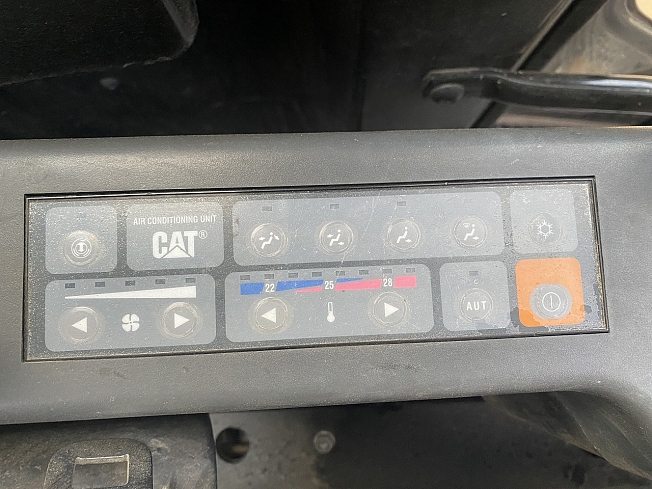 AIR CONDITIONING UNIT
CAT®
22 25 28
AUT